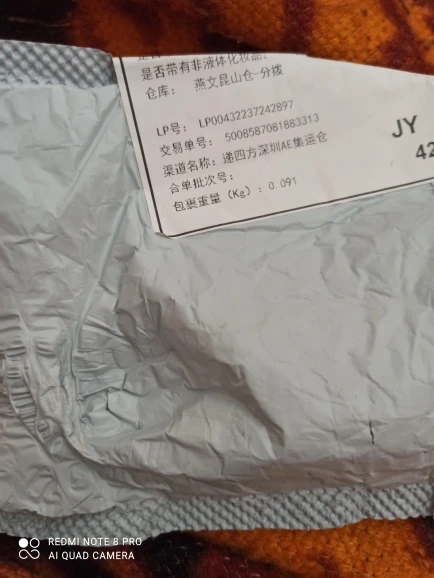 是否带有非液体化妆品:
仓库: 燕文昆山仓-分拨
LP号: LP00432237242897
交易单号: 5008587081883313
渠道名称: 递四方深圳AE集运仓
合单批次号:
包裹重量 (Kg) : 0.091
JY
42
REDMI NOTE 8 PRO
AI QUAD CAMERA